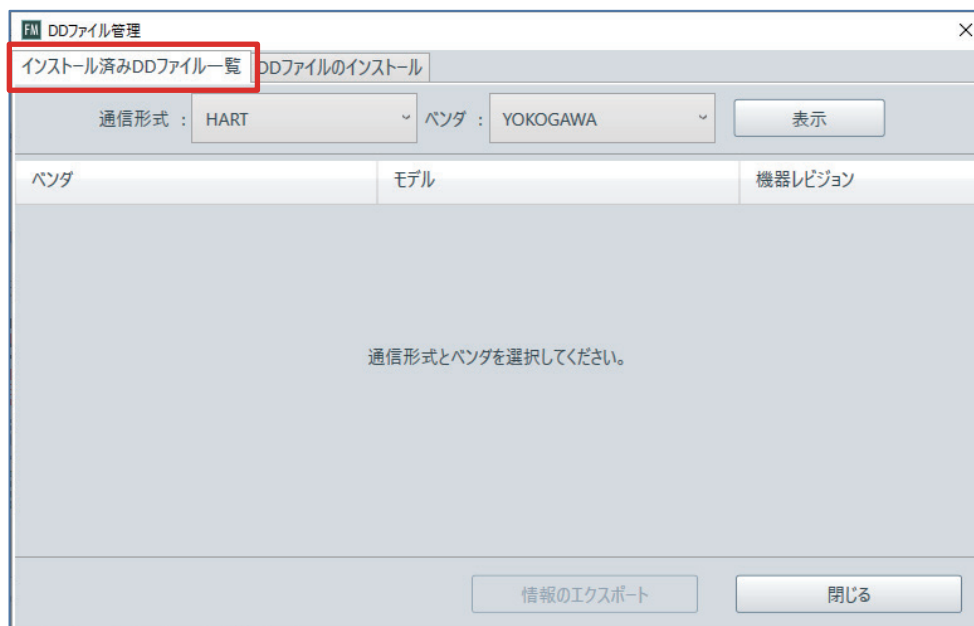 FM DDファイル管理
インストール済みDDファイル一覧 DDファイルのインストール
通信形式 : HART ベンダ : YOKOGAWA 表示
ベンダ モデル 機器レビジョン
通信形式とベンダを選択してください。
情報のエクスポート 閉じる